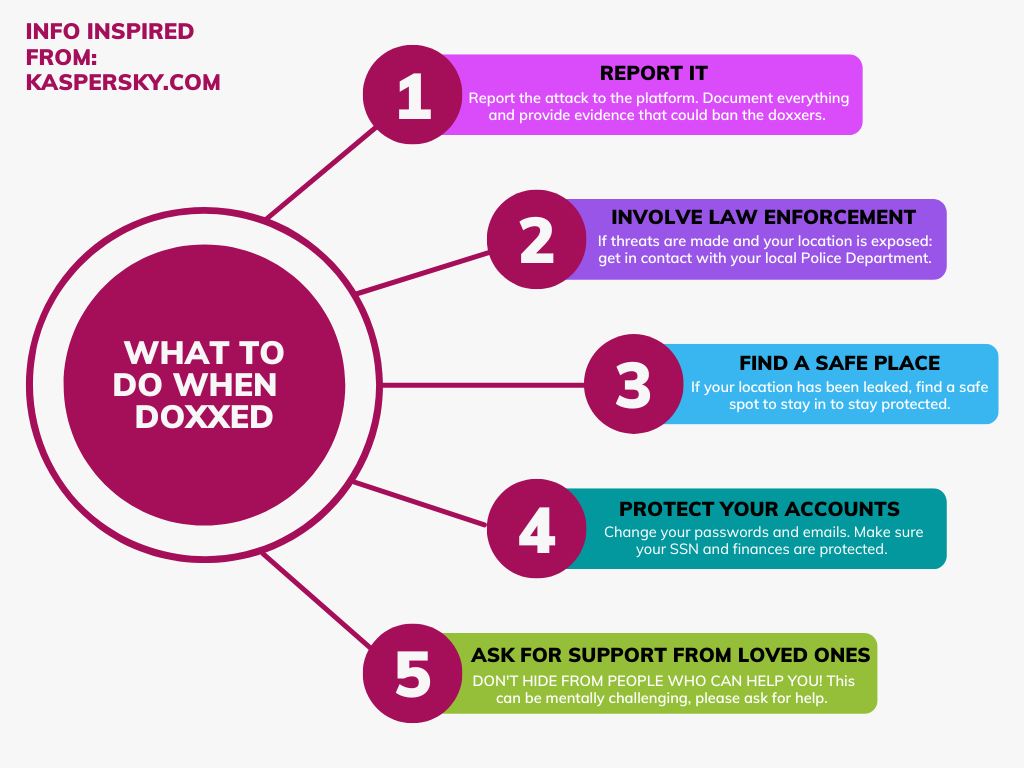 INFO INSPIRED
FROM:
KASPERSKY.COM
WHAT TO
DO WHEN
DOXXED
1
REPORT IT
Report the attack to the platform. Document everything
and provide evidence that could ban the doxxers.
2
INVOLVE LAW ENFORCEMENT
If threats are made and your location is exposed:
get in contact with your local Police Department.
3
FIND A SAFE PLACE
If your location has been leaked, find a safe
spot to stay in to stay protected.
4
PROTECT YOUR ACCOUNTS
Change your passwords and emails. Make sure
your SSN and finances are protected.
5
ASK FOR SUPPORT FROM LOVED ONES
DON'T HIDE FROM PEOPLE WHO CAN HELP YOU! This
can be mentally challenging, please ask for help.